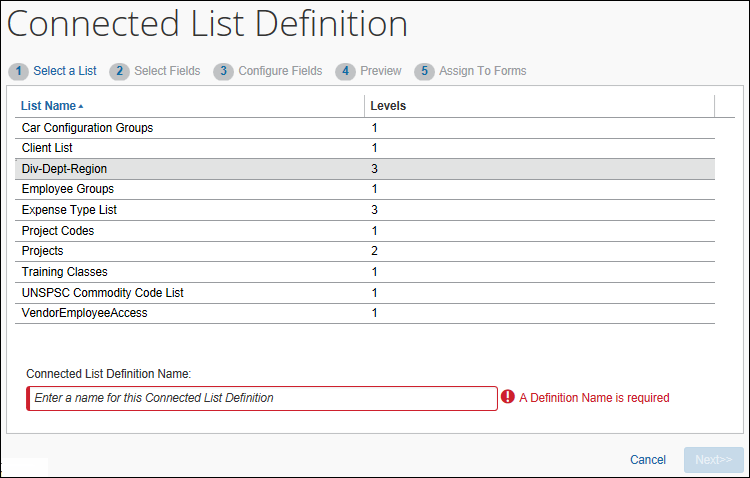 Connected List Definition
1 Select a List 2 Select Fields 3 Configure Fields 4 Preview 5 Assign To Forms
List Name Levels
Car Configuration Groups 1
Client List 1
Div-Dept-Region 3
Employee Groups 1
Expense Type List 3
Project Codes 1
Projects 2
Training Classes 1
UNSPSC Commodity Code List 1
VendorEmployeeAccess 1
Connected List Definition Name:
Enter a name for this Connected List Definition ! A Definition Name is required
Cancel Next>>